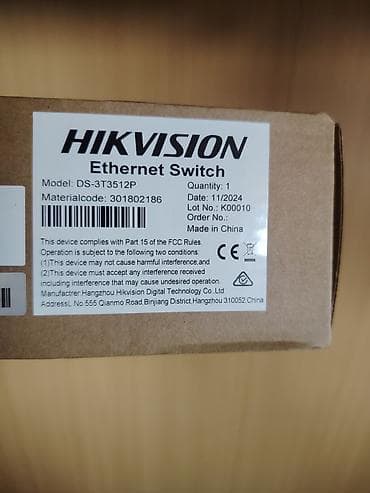 HIKVISION
Ethernet Switch
Model: DS-3T3512P
Quantity: 1
Materialcode: 301802186
Date: 11/2024
Lot No.: K00010
Order No.:
Made in China
This device complies with Part 15 of the FCC Rules.
Operation is subject to the following two conditions:
(1)This device may not cause harmful interference,and
(2)This device must accept any interference received
including interference that may cause undesired operation.
Manufactrer:Hangzhou Hikvision Digital Technology Co.,Ltd
AddressL.No.555 Qianmo Road,Binjiang District,Hangzhou 310052,China
CE